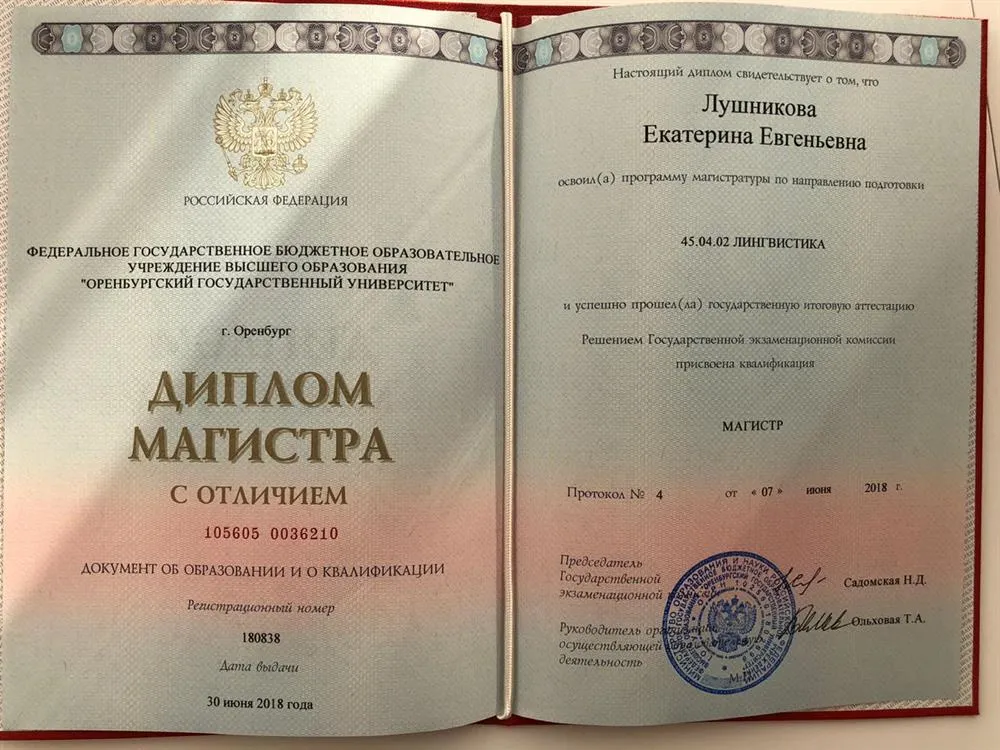 РОССИЙСКАЯ ФЕДЕРАЦИЯ
ФЕДЕРАЛЬНОЕ ГОСУДАРСТВЕННОЕ БЮДЖЕТНОЕ ОБРАЗОВАТЕЛЬНОЕ
УЧРЕЖДЕНИЕ ВЫСШЕГО ОБРАЗОВАНИЯ
"ОРЕНБУРГСКИЙ ГОСУДАРСТВЕННЫЙ УНИВЕРСИТЕТ"
г. Оренбург
ДИПЛОМ
МАГИСТРА
С ОТЛИЧИЕМ
105605 0036210
ДОКУМЕНТ ОБ ОБРАЗОВАНИИ И О КВАЛИФИКАЦИИ
Регистрационный номер
180838
Дата выдачи
30 июня 2018 года
Настоящий диплом свидетельствует о том, что
Лушникова
Екатерина Евгеньевна
освоил(а) программу магистратуры по направлению подготовки
45.04.02 ЛИНГВИСТИКА
и успешно прошел(ла) государственную итоговую аттестацию
Решением Государственной экзаменационной комиссии
присвоена квалификация
МАГИСТР
Протокол № 4 от « 07 » июня 2018 г.
Председатель
Государственной
экзаменационной
Садомская Н.Д.
Руководитель
осуществляющей
деятельность
Ольховая Т.А.
М.П.